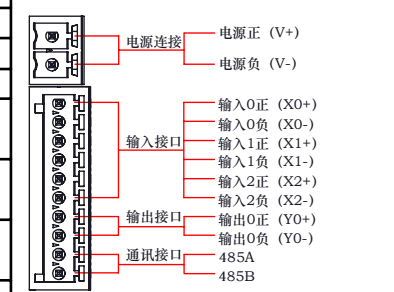 电源连接
电源正 (V+)
电源负 (V-)
输入接口
输入0正 (X0+)
输入0负 (X0-)
输入1正 (X1+)
输入1负 (X1-)
输入2正 (X2+)
输入2负 (X2-)
输出接口
输出0正 (Y0+)
输出0负 (Y0-)
通讯接口
485A
485B